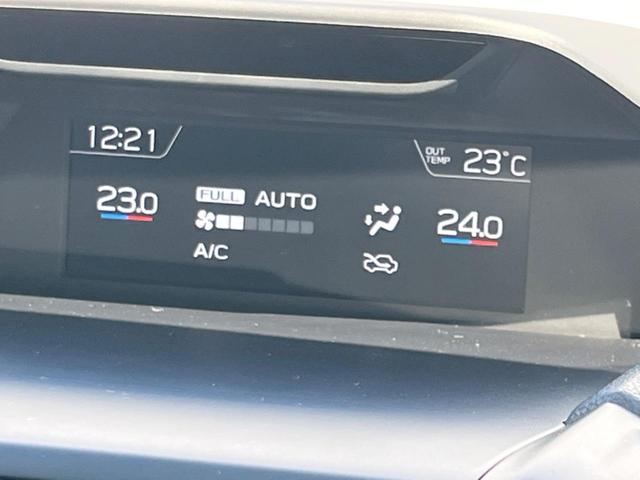 12:21
OUT TEMP 23°C
23.0
FULL AUTO
24.0
A/C